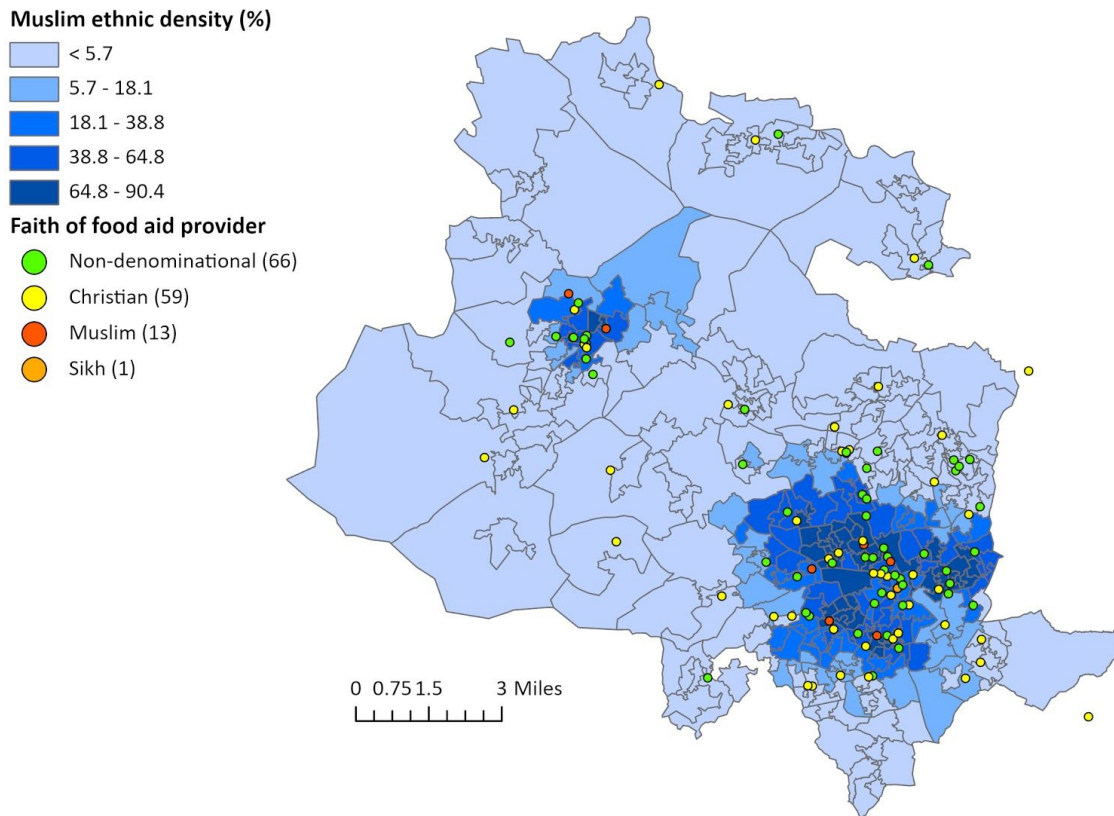 Muslim ethnic density (%)
< 5.7
5.7 - 18.1
18.1 - 38.8
38.8 - 64.8
64.8 - 90.4
Faith of food aid provider
Non-denominational (66)
Christian (59)
Muslim (13)
Sikh (1)
0 0.75 1.5 3 Miles